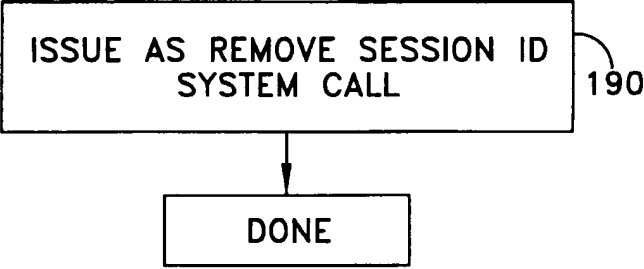 ISSUE AS REMOVE SESSION ID
SYSTEM CALL
190
DONE